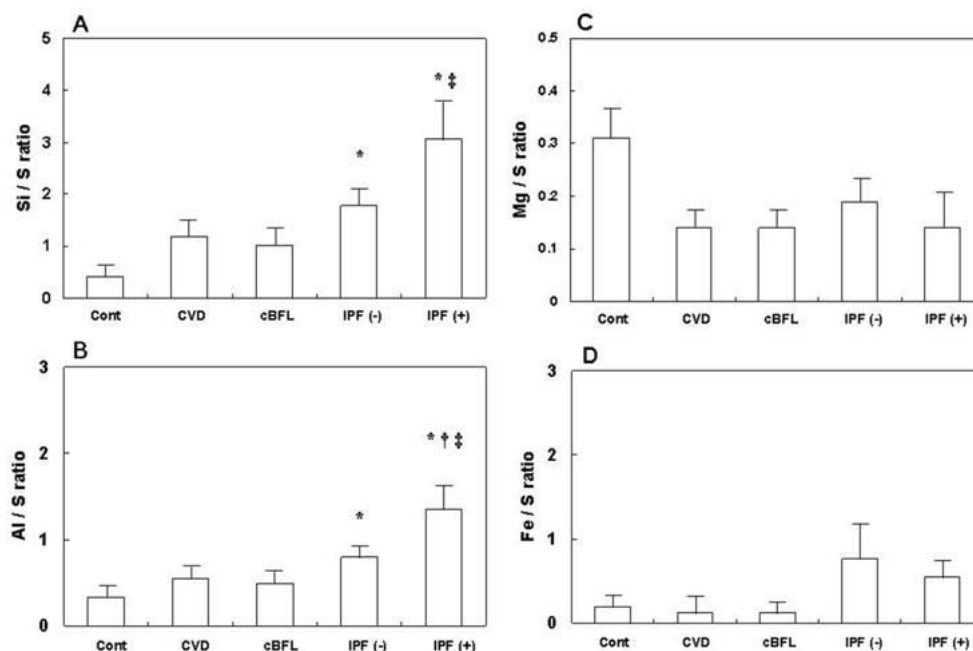 A
Si / S ratio
5
4
3
2
1
0
* ‡
*
Cont CVD cBFL IPF (-) IPF (+)
B
Al / S ratio
3
2
1
0
* † ‡
*
Cont CVD cBFL IPF (-) IPF (+)
C
Mg / S ratio
0.5
0.4
0.3
0.2
0.1
0
Cont CVD cBFL IPF (-) IPF (+)
D
Fe / S ratio
3
2
1
0
Cont CVD cBFL IPF (-) IPF (+)